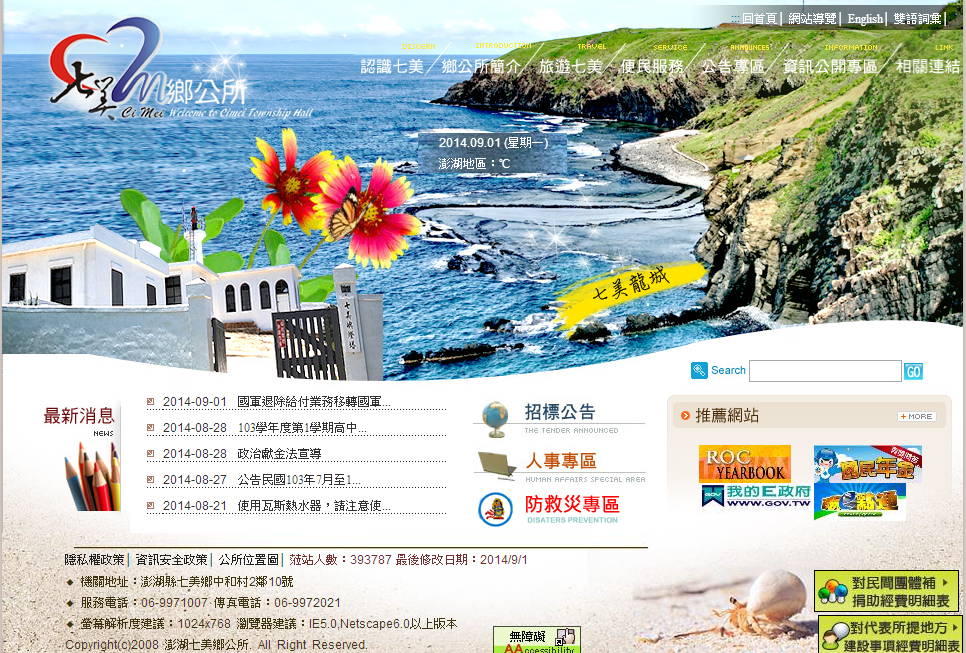 :::回首頁│ 網站導覽│ English│ 雙語詞彙│
DISCERN INTRODUCTION TRAVEL SERVICE ANNOUNCES INFORMATION LINK
認識七美╱鄉公所簡介╱旅遊七美╱便民服務╱公告專區╱資訊公開專區╱相關連結
七美鄉公所
Ci Mei Welcome to Cimei Township Hall
2014.09.01 (星期一)
澎湖地區：℃
七美龍城
七美嶼燈塔
Search GO
最新消息
NEWS
2014-09-01 國軍退除給付業務移轉國軍...
2014-08-28 103學年度第1學期高中...
2014-08-28 政治獻金法宣導
2014-08-27 公告民國103年7月至1...
2014-08-21 使用瓦斯熱水器，請注意使...
招標公告
THE TENDER ANNOUNCED
人事專區
HUMAN AFFAIRS SPECIAL AREA
防救災專區
DISATERS PREVENTION
推薦網站
+ MORE
ROC
YEARBOOK
我的E政府
WWW.GOV.TW
國民年金
隱私權政策│ 資訊安全政策│ 公所位置圖│ 蒞站人數：393787 最後修改日期：2014/9/1
機關地址：澎湖縣七美鄉中和村2鄰10號
服務電話：06-9971007 傳真電話：06-9972021
螢幕解析度建議：1024x768 瀏覽器建議：IE5.0,Netscape6.0以上版本
Copyright(c)2008 澎湖七美鄉公所. All Right Reserved.
無障礙
AAccessibility
對民間團體補
捐助經費明細表
對代表所提地方
建設事項經費明細表